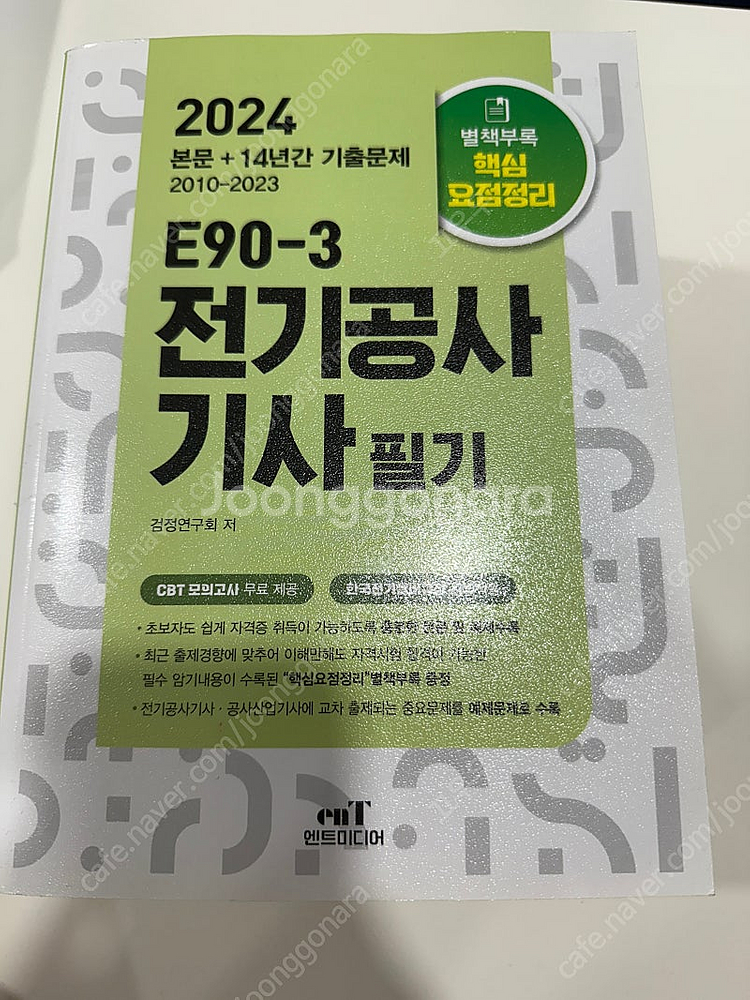 2024
본문 + 14년간 기출문제
2010-2023
별책부록
핵심
요점정리
E90-3
전기공사
기사 필기
Joonggonara
검정연구회 저
CBT 모의고사 무료 제공
• 초보자도 쉽게 자격증 취득이 가능하도록
• 최근 출제경향에 맞추어 이해만해도 자격시험 합격이 가능한
필수 암기내용이 수록된 "핵심요점정리"별책부록 증정
• 전기공사기사 · 공사산업기사에 교차 출제되는 중요문제를 예제문제로 수록
enT
엔트미디어
cafe.naver.com/joonggonara